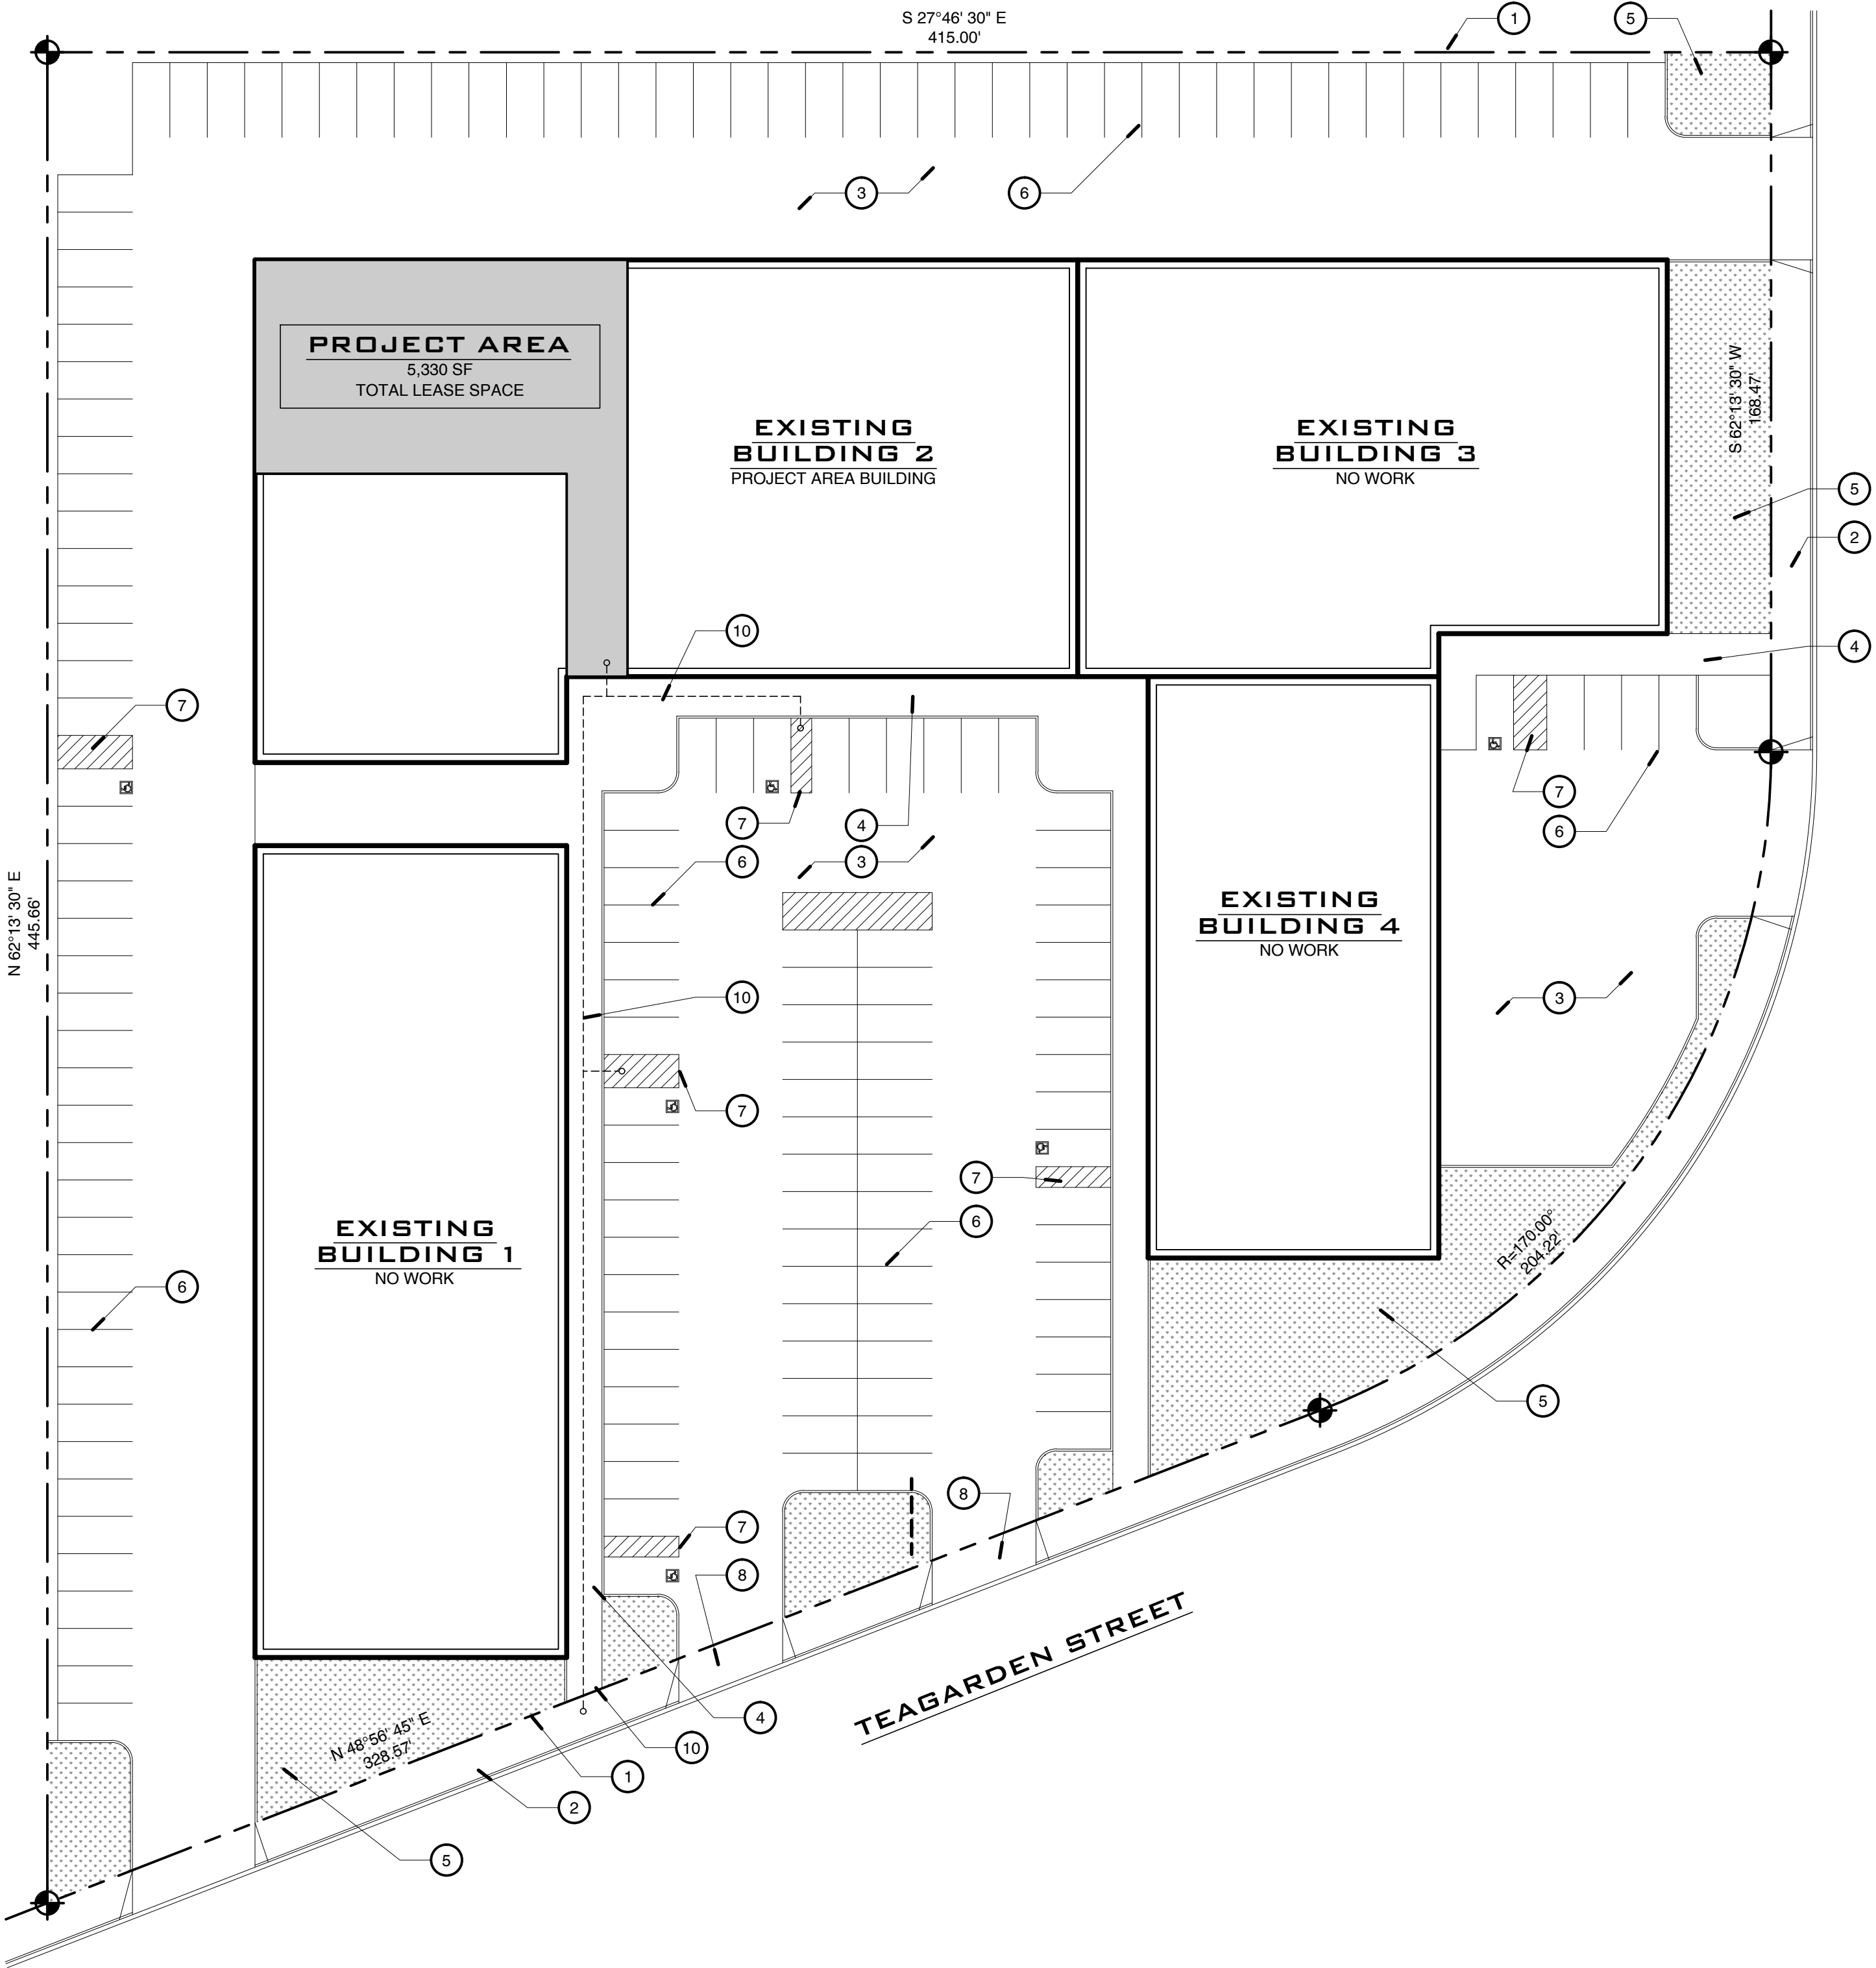 S 27°46' 30" E
415.00'
1
5
3
6
PROJECT AREA
5,330 SF
TOTAL LEASE SPACE
EXISTING
BUILDING 2
PROJECT AREA BUILDING
EXISTING
BUILDING 3
NO WORK
S 62°13' 30" W
168.47'
5
2
10
4
7
7
4
6
3
7
6
N 62°13' 30" E
445.66'
EXISTING
BUILDING 4
NO WORK
10
3
7
7
6
EXISTING
BUILDING 1
NO WORK
6
R=170.00°
204.22'
5
8
7
8
TEAGARDEN STREET
4
10
N 48°56' 45" E
328.57'
1
2
5